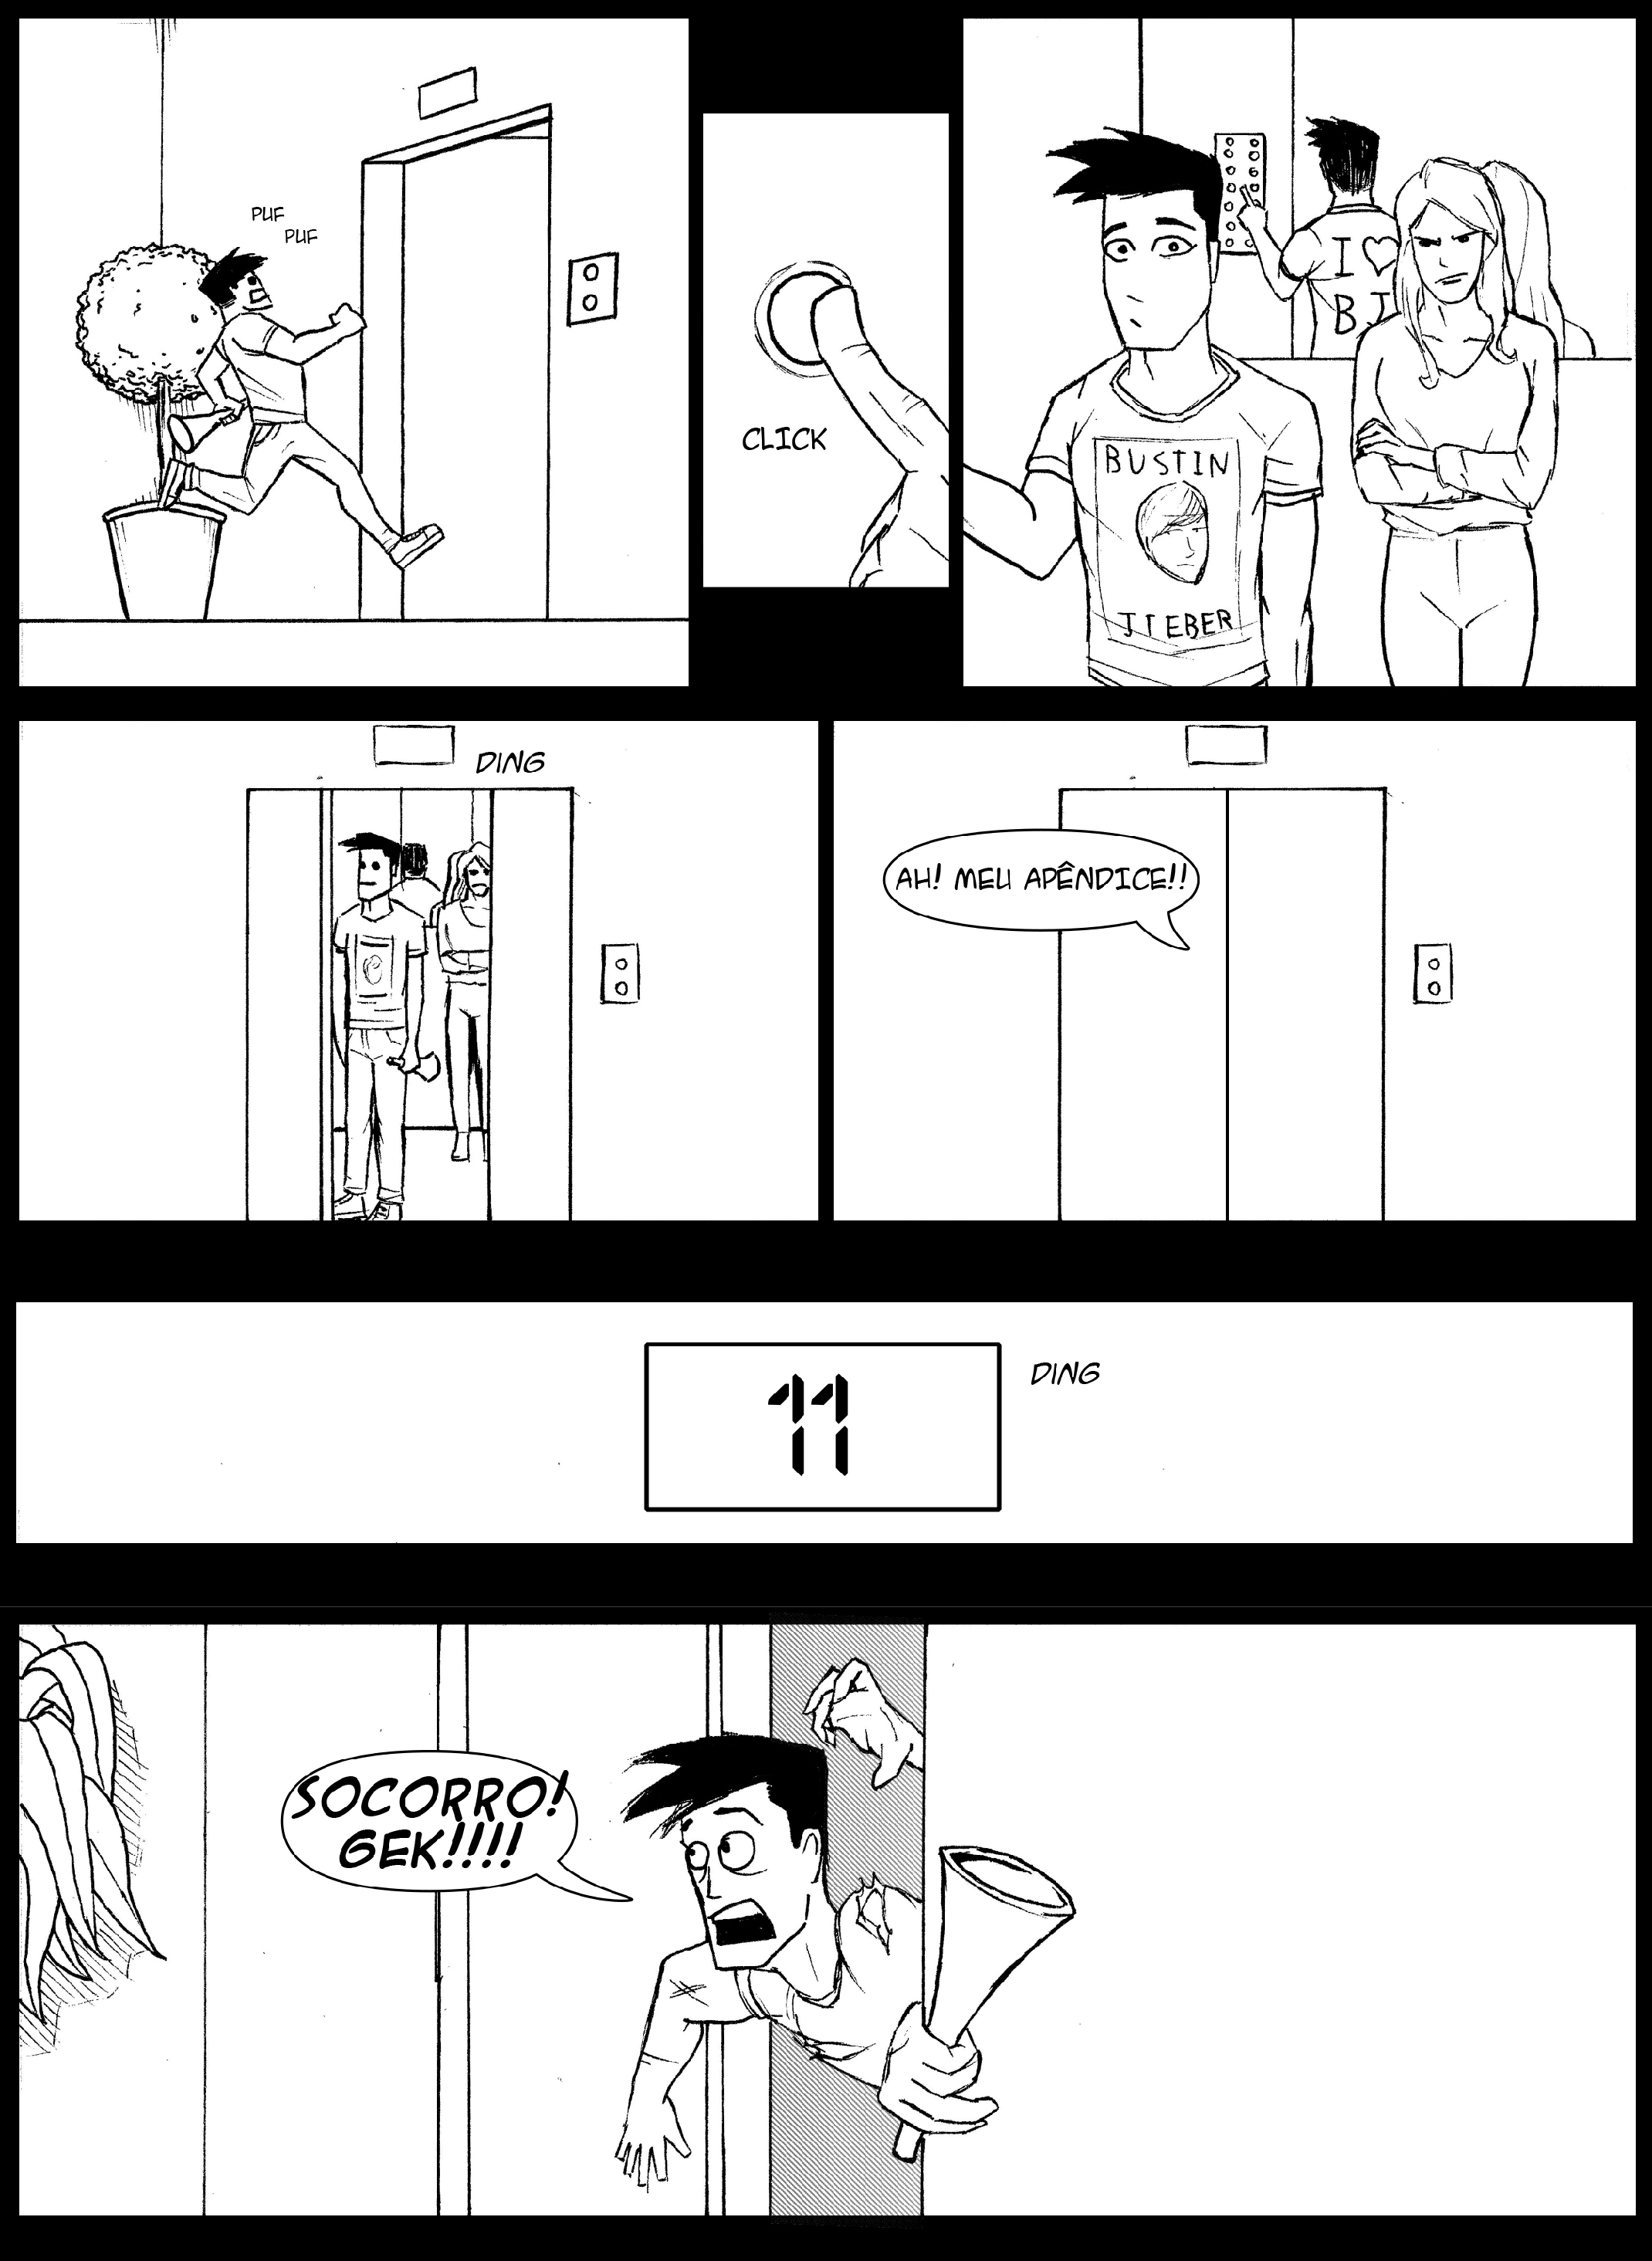 PUF
PUF
CLICK
I ♡
BJ
BUSTIN
JIEBER
DING
AH! MEU APÊNDICE!!
11
DING
SOCORRO!
GEK!!!!